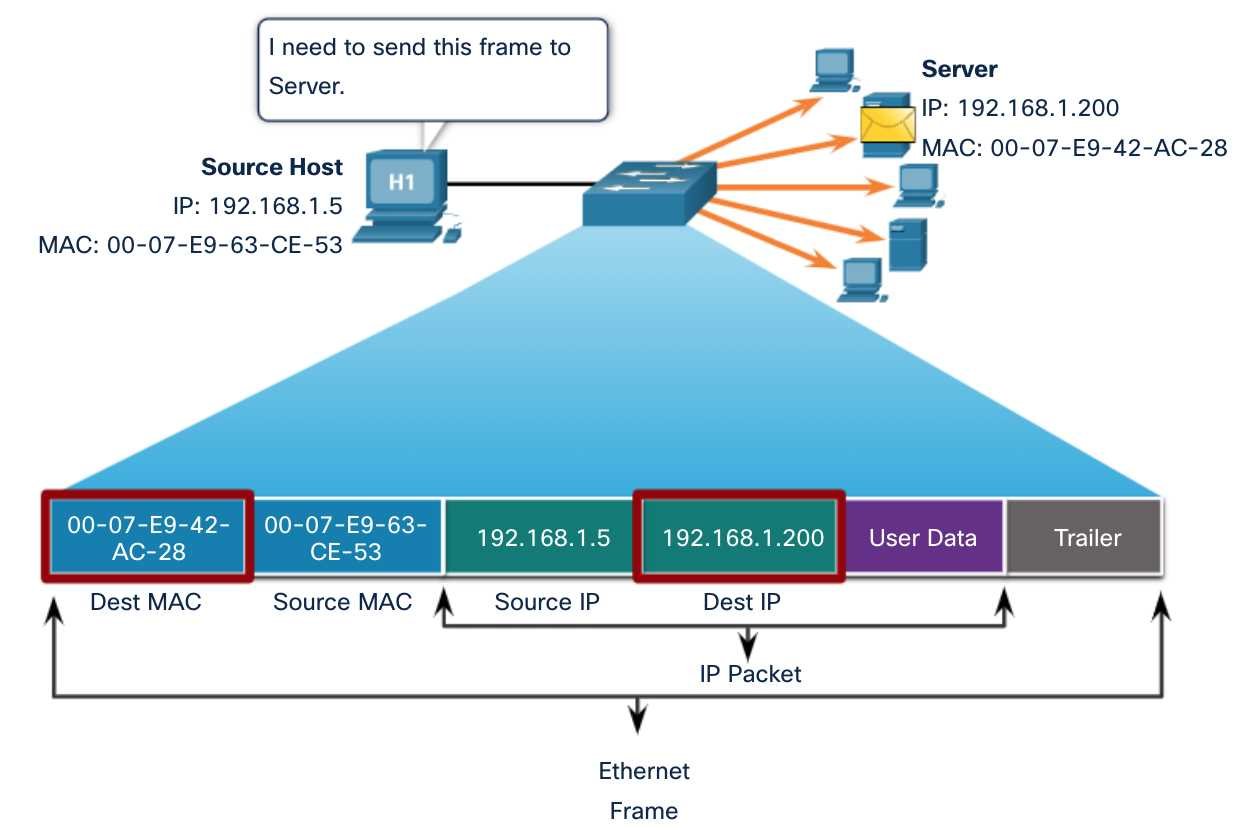 I need to send this frame to
Server.
Server
IP: 192.168.1.200
MAC: 00-07-E9-42-AC-28
Source Host
IP: 192.168.1.5
MAC: 00-07-E9-63-CE-53
H1
00-07-E9-42-
AC-28
00-07-E9-63-
CE-53
192.168.1.5
192.168.1.200
User Data
Trailer
Dest MAC
Source MAC
Source IP
Dest IP
IP Packet
Ethernet
Frame